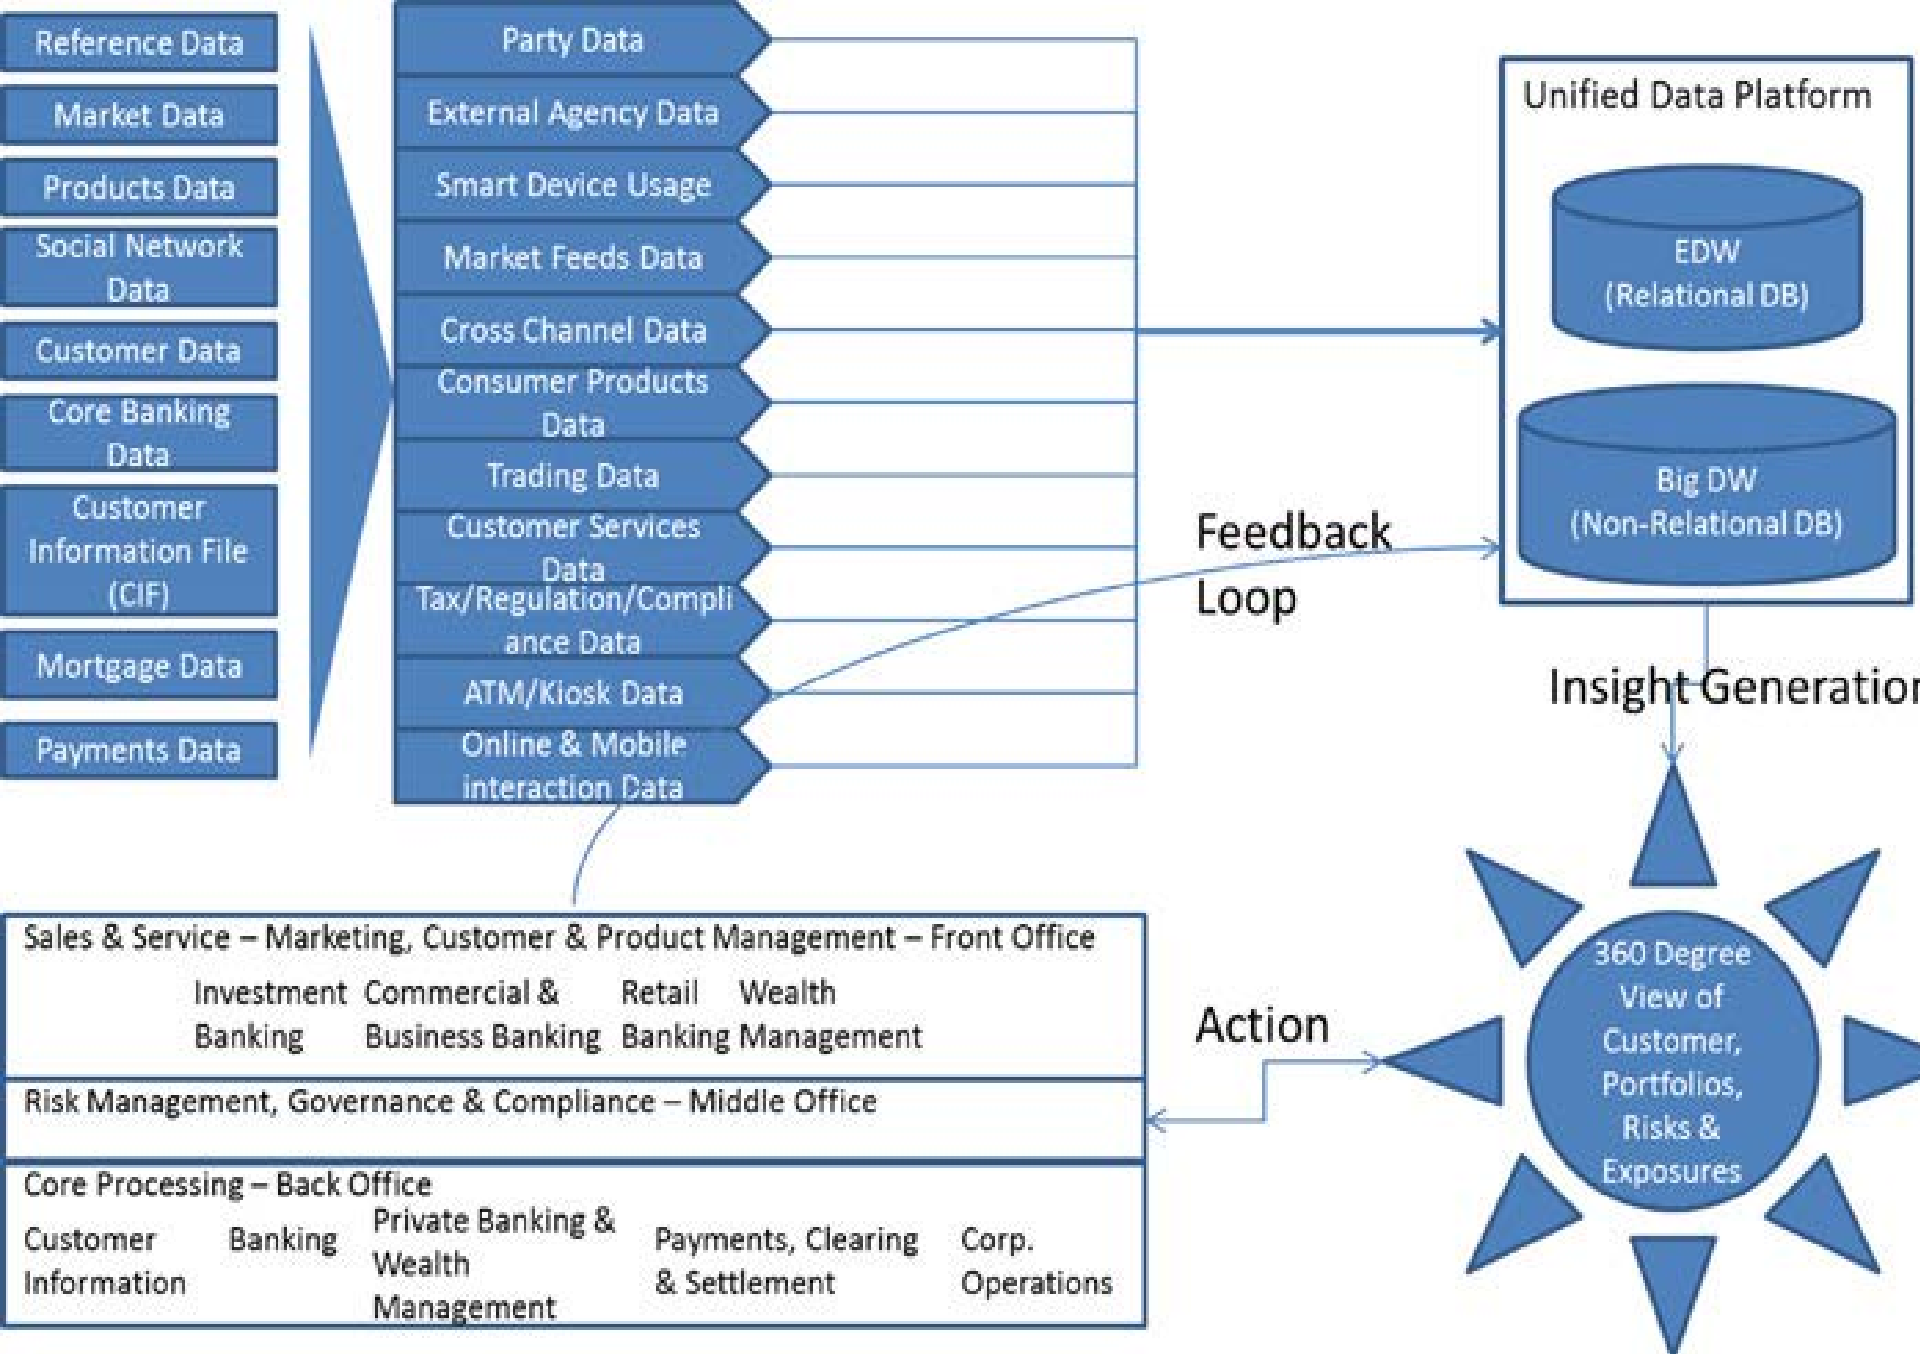 Reference Data
Market Data
Products Data
Social Network
Data
Customer Data
Core Banking
Data
Customer
Information File
(CIF)
Mortgage Data
Payments Data
Party Data
External Agency Data
Smart Device Usage
Market Feeds Data
Cross Channel Data
Consumer Products
Data
Trading Data
Customer Services
Data
Tax/Regulation/Compli
ance Data
ATM/Kiosk Data
Online & Mobile
interaction Data
Unified Data Platform
EDW
(Relational DB)
Big DW
(Non-Relational DB)
Feedback
Loop
Insight Generation
360 Degree
View of
Customer,
Portfolios,
Risks &
Exposures
Action
Sales & Service – Marketing, Customer & Product Management – Front Office
Investment
Banking
Commercial &
Business Banking
Retail
Banking
Wealth
Management
Risk Management, Governance & Compliance – Middle Office
Core Processing – Back Office
Customer
Information
Banking
Private Banking &
Wealth
Management
Payments, Clearing
& Settlement
Corp.
Operations